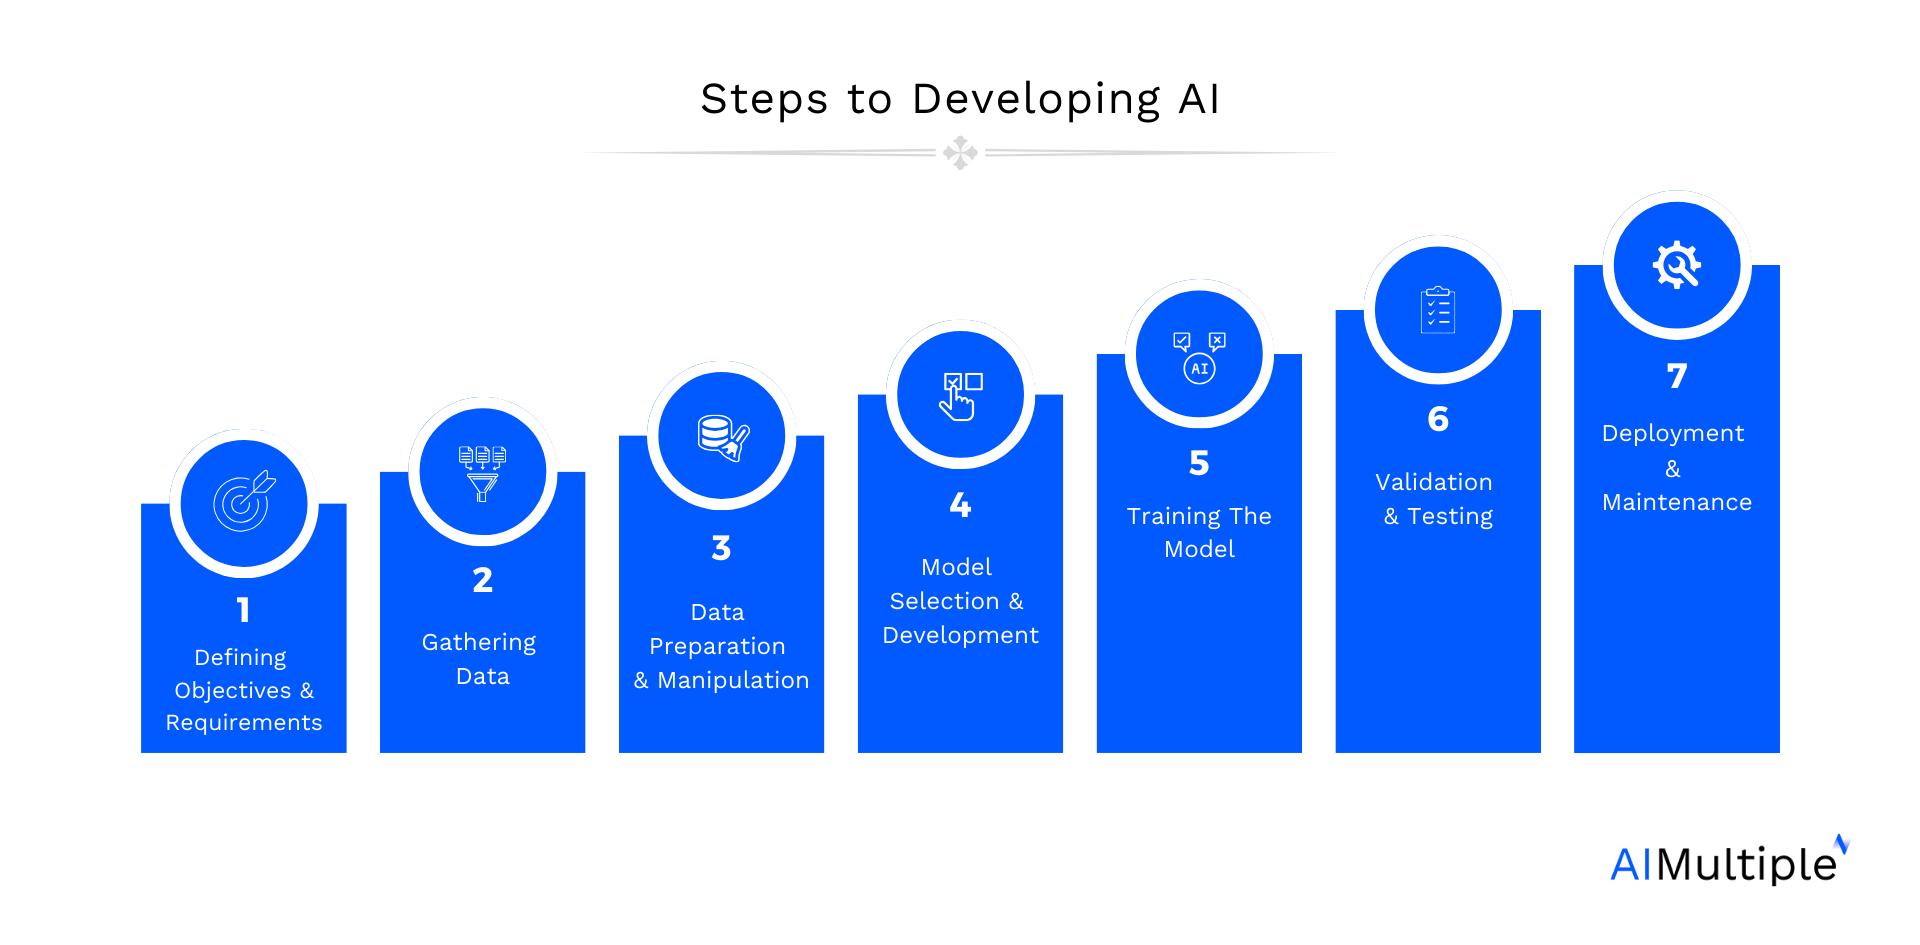 Steps to Developing AI
1
Defining
Objectives &
Requirements
2
Gathering
Data
3
Data
Preparation
& Manipulation
4
Model
Selection &
Development
AI
5
Training The
Model
6
Validation
& Testing
7
Deployment
&
Maintenance
AIMultiple